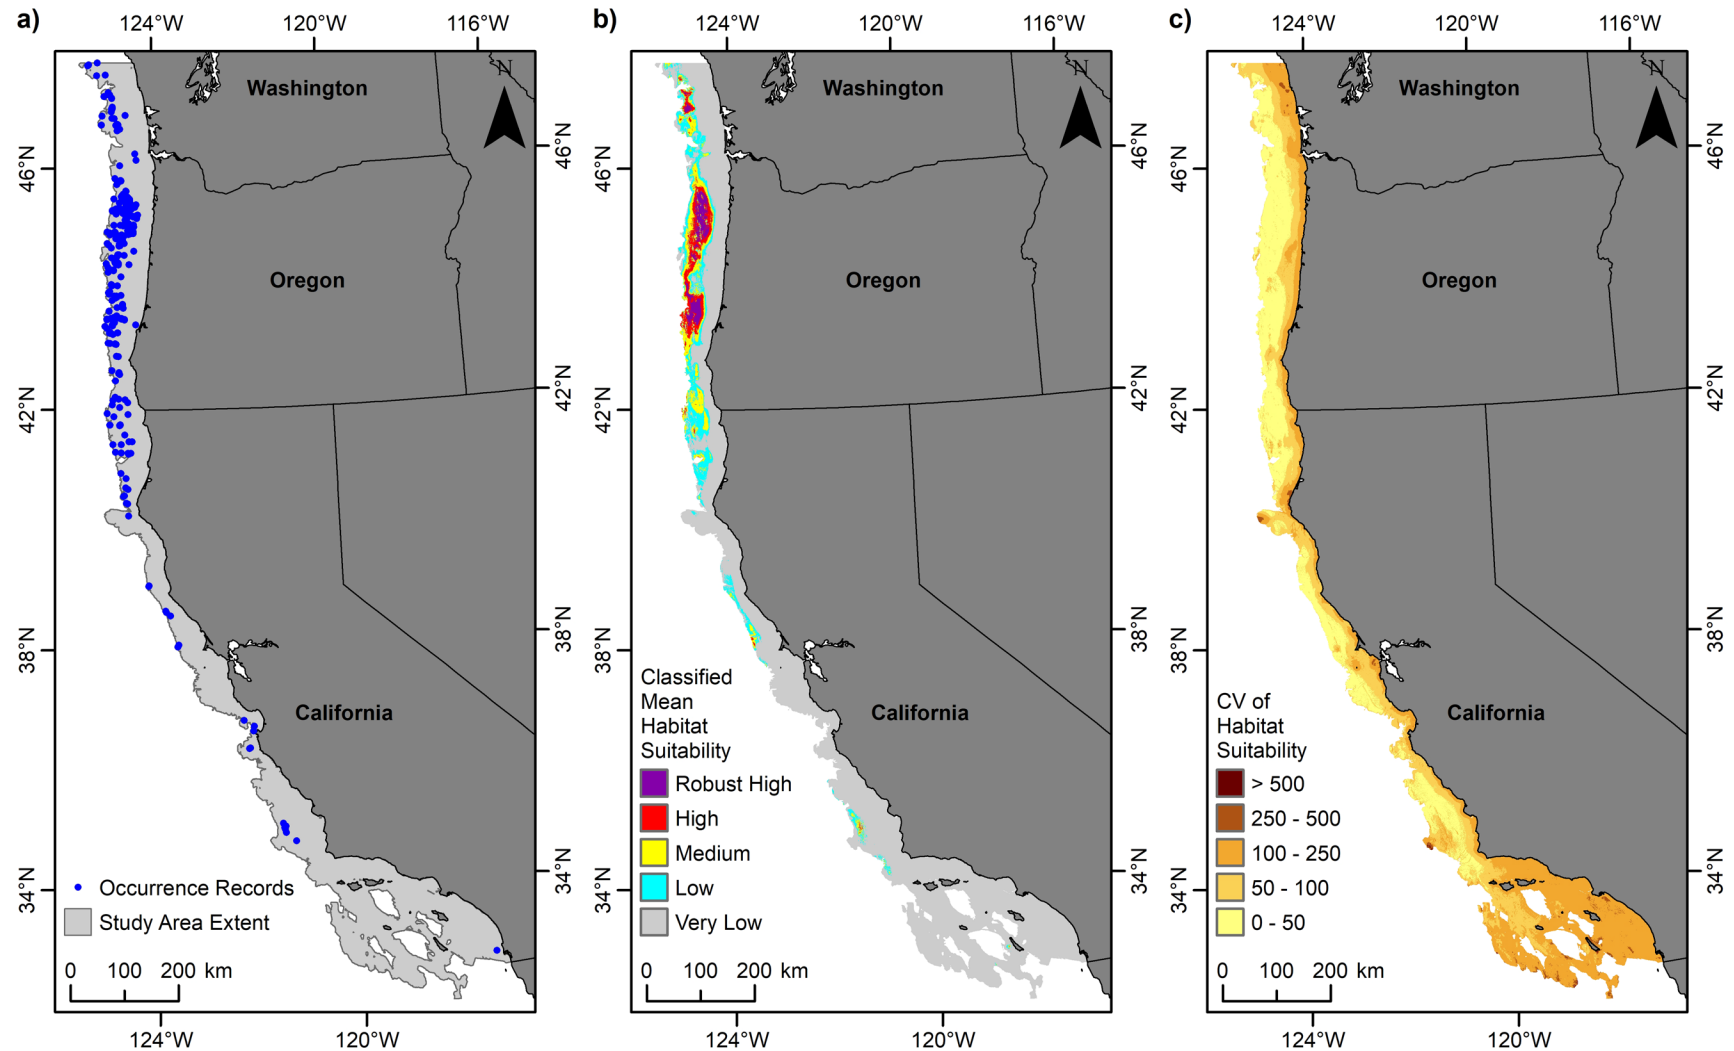 a)
124°W
120°W
116°W
N
Washington
Oregon
California
46°N
42°N
38°N
34°N
46°N
42°N
38°N
34°N
Occurrence Records
Study Area Extent
0 100 200 km
124°W
120°W
b)
124°W
120°W
116°W
N
Washington
Oregon
California
46°N
42°N
38°N
34°N
46°N
42°N
38°N
34°N
Classified
Mean
Habitat
Suitability
Robust High
High
Medium
Low
Very Low
0 100 200 km
124°W
120°W
c)
124°W
120°W
116°W
N
Washington
Oregon
California
46°N
42°N
38°N
34°N
46°N
42°N
38°N
34°N
CV of
Habitat
Suitability
> 500
250 - 500
100 - 250
50 - 100
0 - 50
0 100 200 km
124°W
120°W